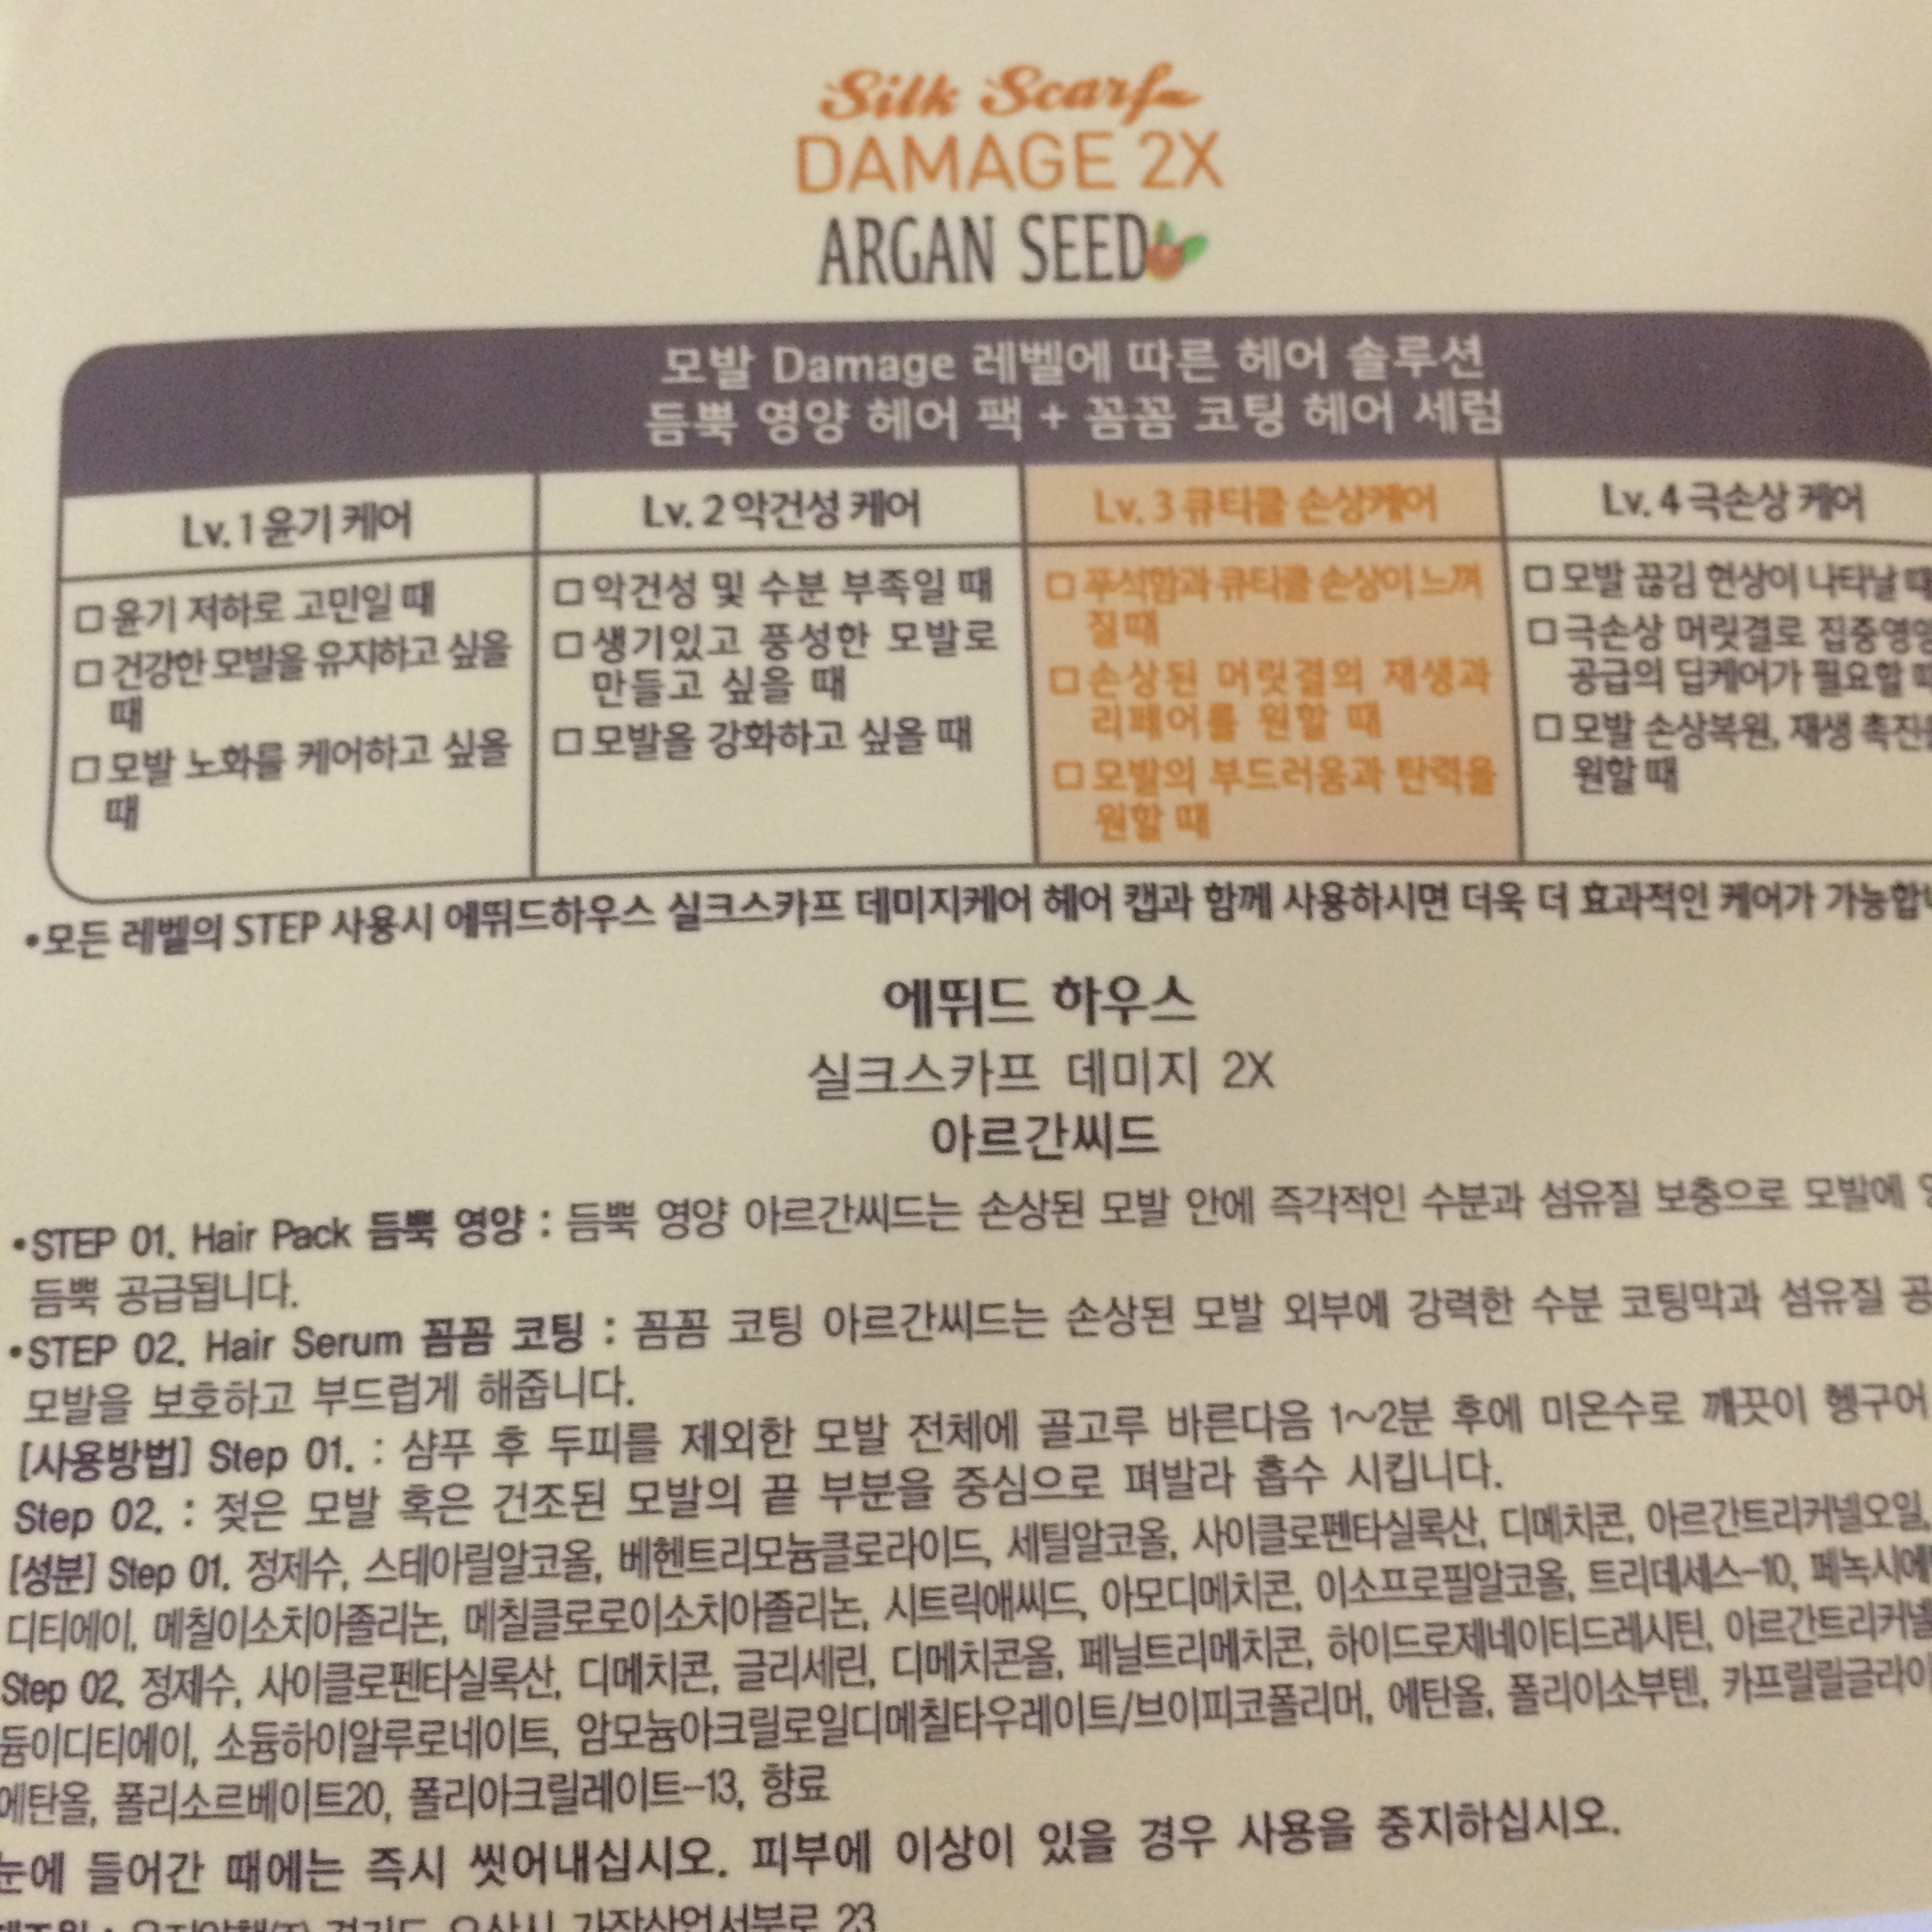 Silk Scarf
DAMAGE 2X
ARGAN SEED
모발 Damage 레벨에 따른 헤어 솔루션
듬뿍 영양 헤어 팩 + 꼼꼼 코팅 헤어 세럼
Lv. 1 윤기 케어
□ 윤기 저하로 고민일 때
□ 건강한 모발을 유지하고 싶을
때
□ 모발 노화를 케어하고 싶을
때
Lv. 2 악건성 케어
□ 악건성 및 수분 부족일 때
□ 생기있고 풍성한 모발로
만들고 싶을 때
□ 모발을 강화하고 싶을 때
Lv. 3 큐티클 손상케어
□ 푸석함과 큐티클 손상이 느껴
질때
□ 손상된 머릿결의 재생과
리페어를 원할 때
□ 모발의 부드러움과 탄력을
원할 때
Lv. 4 극손상 케어
□ 모발 끊김 현상이 나타날 때
□ 극손상 머릿결로 집중영양
공급의 딥케어가 필요할 때
□ 모발 손상복원, 재생 촉진을
원할 때
•모든 레벨의 STEP 사용시 에뛰드하우스 실크스카프 데미지케어 헤어 캡과 함께 사용하시면 더욱 더 효과적인 케어가
에뛰드 하우스
실크스카프 데미지 2X
아르간씨드
•STEP 01. Hair Pack 듬뿍 영양 : 듬뿍 영양 아르간씨드는 손상된 모발 안에 즉각적인 수분과 섬유질 보충으로 모발에
듬뿍 공급됩니다.
•STEP 02. Hair Serum 꼼꼼 코팅 : 꼼꼼 코팅 아르간씨드는 손상된 모발 외부에 강력한 수분 코팅막과 섬유질
모발을 보호하고 부드럽게 해줍니다.
[사용방법] Step 01. : 샴푸 후 두피를 제외한 모발 전체에 골고루 바른다음 1~2분 후에 미온수로 깨끗이 헹구어
Step 02. : 젖은 모발 혹은 건조된 모발의 끝 부분을 중심으로 펴발라 흡수 시킵니다.
[성분] Step 01. 정제수, 스테아릴알코올, 베헨트리모늄클로라이드, 세틸알코올, 사이클로펜타실록산, 디메치콘, 아르간트리커넬오일,
디티에이, 메칠이소치아졸리논, 메칠클로로이소치아졸리논, 시트릭애씨드, 아모디메치콘, 이소프로필알코올, 트리데세스-10, 페녹시에
Step 02. 정제수, 사이클로펜타실록산, 디메치콘, 글리세린, 디메치콘올, 페닐트리메치콘, 하이드로제네이티드레시틴, 아르간트리커넬
듐이디티에이, 소듐하이알루로네이트, 암모늄아크릴로일디메칠타우레이트/브이피코폴리머, 에탄올, 폴리이소부텐, 카프릴릴글라이
에탄올, 폴리소르베이트20, 폴리아크릴레이트-13, 향료
눈에 들어간 때에는 즉시 씻어내십시오. 피부에 이상이 있을 경우 사용을 중지하십시오.
경기도 오산시 가장산업서북로 23